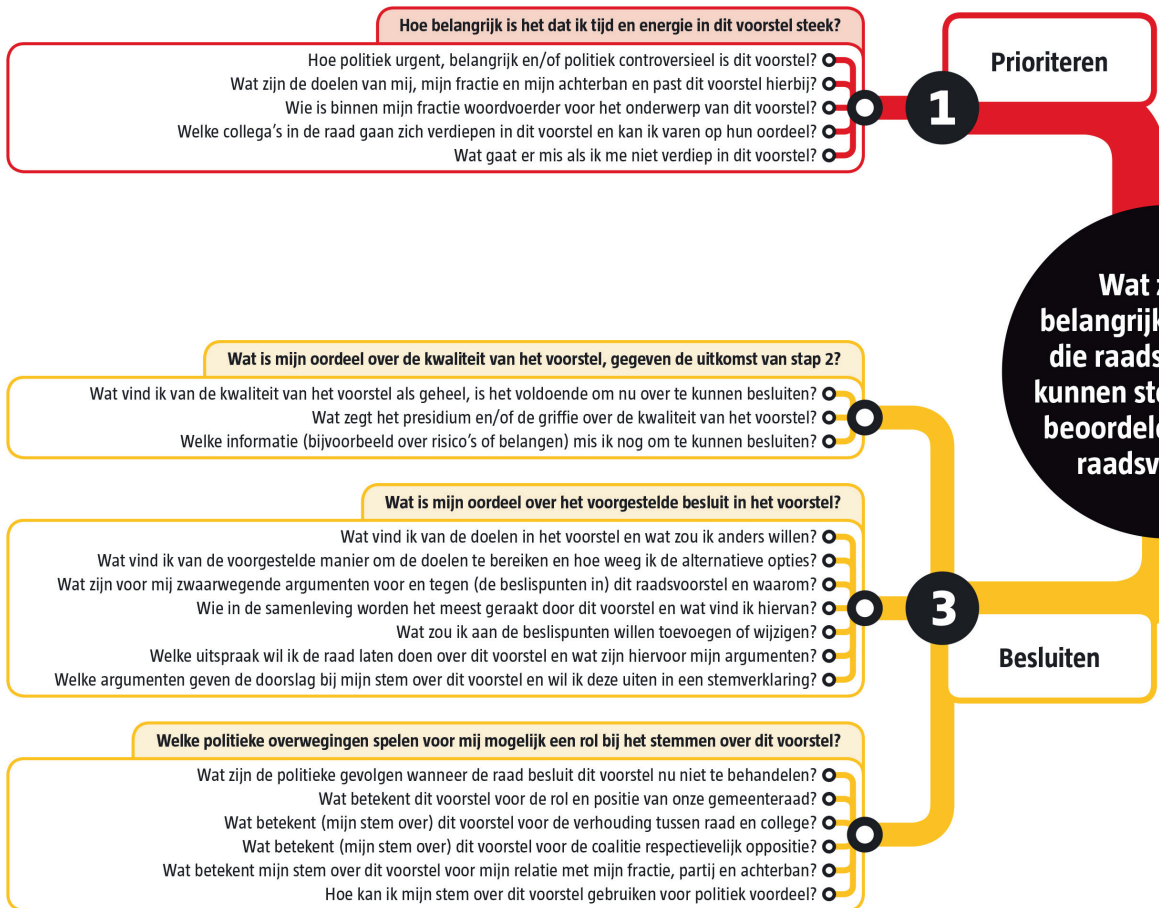 Hoe belangrijk is het dat ik tijd en energie in dit voorstel steek?
Hoe politiek urgent, belangrijk en/of politiek controversieel is dit voorstel?
Wat zijn de doelen van mij, mijn fractie en mijn achterban en past dit voorstel hierbij?
Wie is binnen mijn fractie woordvoerder voor het onderwerp van dit voorstel?
Welke collega's in de raad gaan zich verdiepen in dit voorstel en kan ik varen op hun oordeel?
Wat gaat er mis als ik me niet verdiep in dit voorstel?
1
Prioriteren
Wat
belangrijk
die raads
kunnen ste
beoordel
raadsv
Wat is mijn oordeel over de kwaliteit van het voorstel, gegeven de uitkomst van stap 2?
Wat vind ik van de kwaliteit van het voorstel als geheel, is het voldoende om nu over te kunnen besluiten?
Wat zegt het presidium en/of de griffie over de kwaliteit van het voorstel?
Welke informatie (bijvoorbeeld over risico's of belangen) mis ik nog om te kunnen besluiten?
Wat is mijn oordeel over het voorgestelde besluit in het voorstel?
Wat vind ik van de doelen in het voorstel en wat zou ik anders willen?
Wat vind ik van de voorgestelde manier om de doelen te bereiken en hoe weeg ik de alternatieve opties?
Wat zijn voor mij zwaarwegende argumenten voor en tegen (de beslispunten in) dit raadsvoorstel en waarom?
Wie in de samenleving worden het meest geraakt door dit voorstel en wat vind ik hiervan?
Wat zou ik aan de beslispunten willen toevoegen of wijzigen?
Welke uitspraak wil ik de raad laten doen over dit voorstel en wat zijn hiervoor mijn argumenten?
Welke argumenten geven de doorslag bij mijn stem over dit voorstel en wil ik deze uiten in een stemverklaring?
3
Besluiten
Welke politieke overwegingen spelen voor mij mogelijk een rol bij het stemmen over dit voorstel?
Wat zijn de politieke gevolgen wanneer de raad besluit dit voorstel nu niet te behandelen?
Wat betekent dit voorstel voor de rol en positie van onze gemeenteraad?
Wat betekent (mijn stem over) dit voorstel voor de verhouding tussen raad en college?
Wat betekent (mijn stem over) dit voorstel voor de coalitie respectievelijk oppositie?
Wat betekent mijn stem over dit voorstel voor mijn relatie met mijn fractie, partij en achterban?
Hoe kan ik mijn stem over dit voorstel gebruiken voor politiek voordeel?